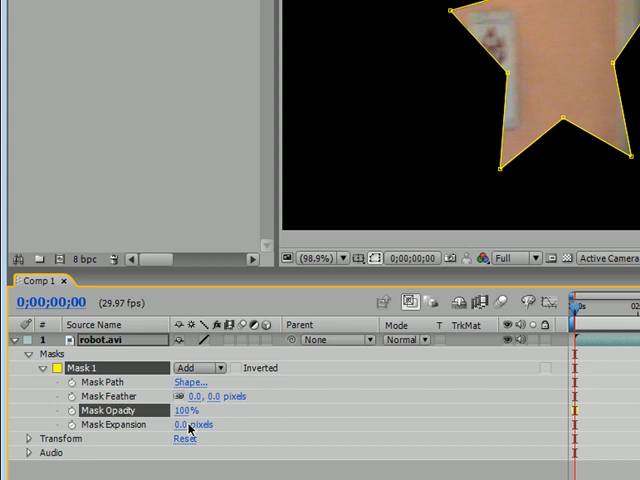 8 bpc
(98.9%) 0;00;00;00 Full Active Camera
Comp 1 ×
0;00;00;00 (29.97 fps)
0s 02
# Source Name Parent Mode T TrkMat
1 robot.avi None Normal
Masks
Mask 1 Add Inverted
Mask Path Shape...
Mask Feather 0.0, 0.0 pixels
Mask Opacity 100%
Mask Expansion 0.0 pixels
Transform Reset
Audio